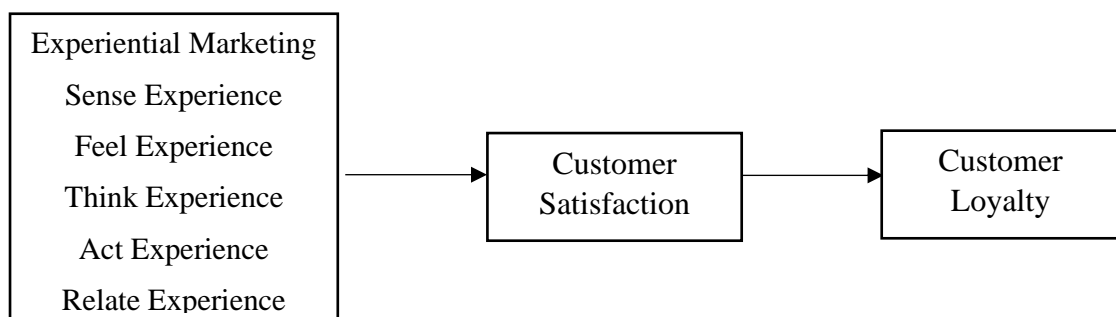 Experiential Marketing
Sense Experience
Feel Experience
Think Experience
Act Experience
Relate Experience
Customer
Satisfaction
Customer
Loyalty